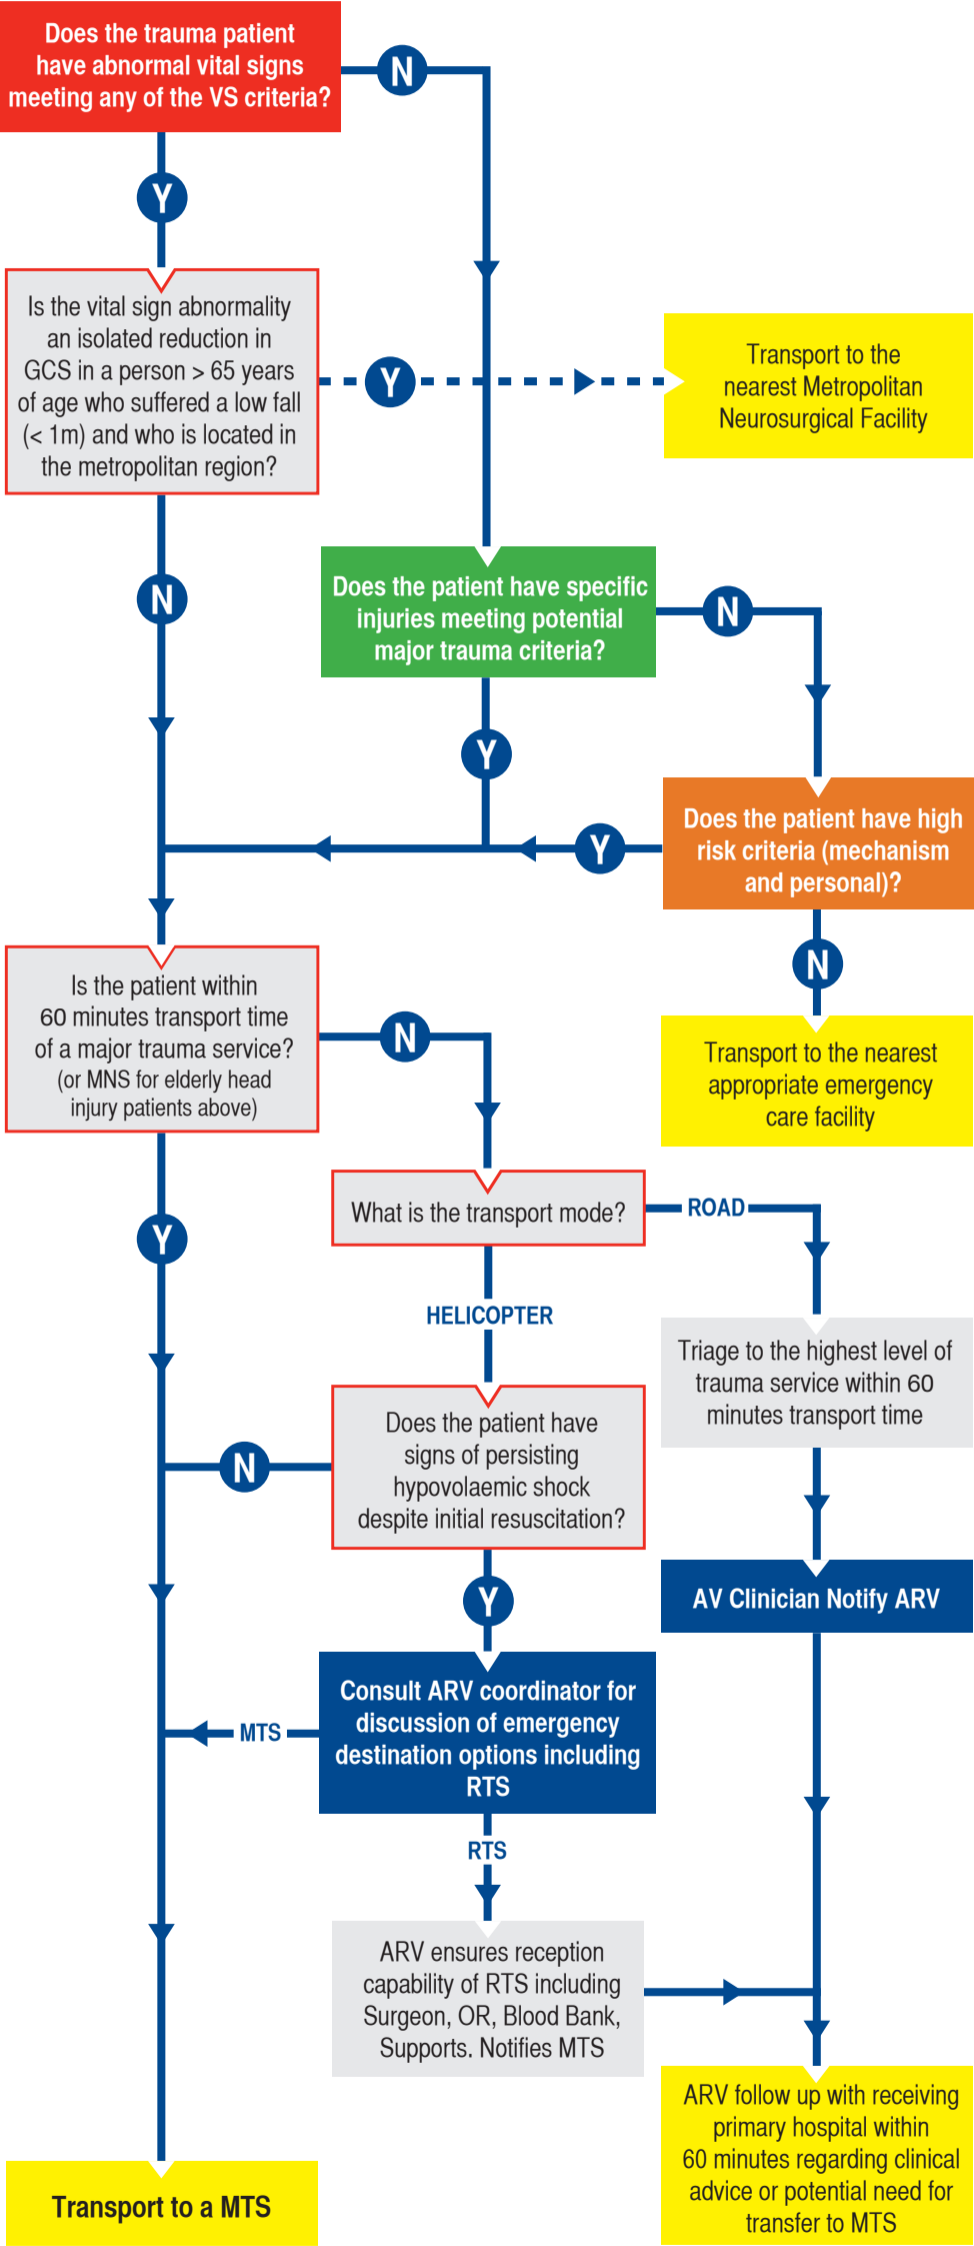 Does the trauma patient
have abnormal vital signs
meeting any of the VS criteria?
N
Y
Is the vital sign abnormality
an isolated reduction in
GCS in a person > 65 years
of age who suffered a low fall
(< 1m) and who is located in
the metropolitan region?
Y
Transport to the
nearest Metropolitan
Neurosurgical Facility
N
Does the patient have specific
injuries meeting potential
major trauma criteria?
N
Y
Does the patient have high
risk criteria (mechanism
and personal)?
Y
N
Transport to the nearest
appropriate emergency
care facility
Is the patient within
60 minutes transport time
of a major trauma service?
(or MNS for elderly head
injury patients above)
N
Y
What is the transport mode?
ROAD
HELICOPTER
Triage to the highest level of
trauma service within 60
minutes transport time
Does the patient have
signs of persisting
hypovolaemic shock
despite initial resuscitation?
N
Y
AV Clinician Notify ARV
Consult ARV coordinator for
discussion of emergency
destination options including
RTS
MTS
RTS
ARV ensures reception
capability of RTS including
Surgeon, OR, Blood Bank,
Supports. Notifies MTS
ARV follow up with receiving
primary hospital within
60 minutes regarding clinical
advice or potential need for
transfer to MTS
Transport to a MTS